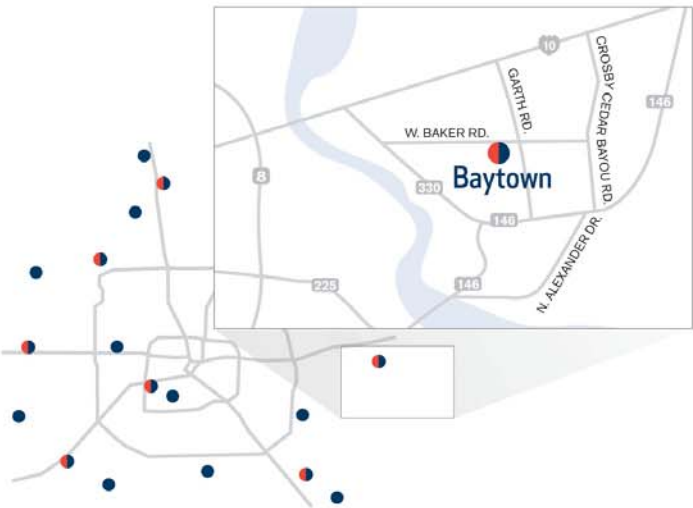 10
CROSBY CEDAR BAYOU RD.
GARTH RD.
146
W. BAKER RD.
8
330
Baytown
146
N. ALEXANDER DR.
225
146